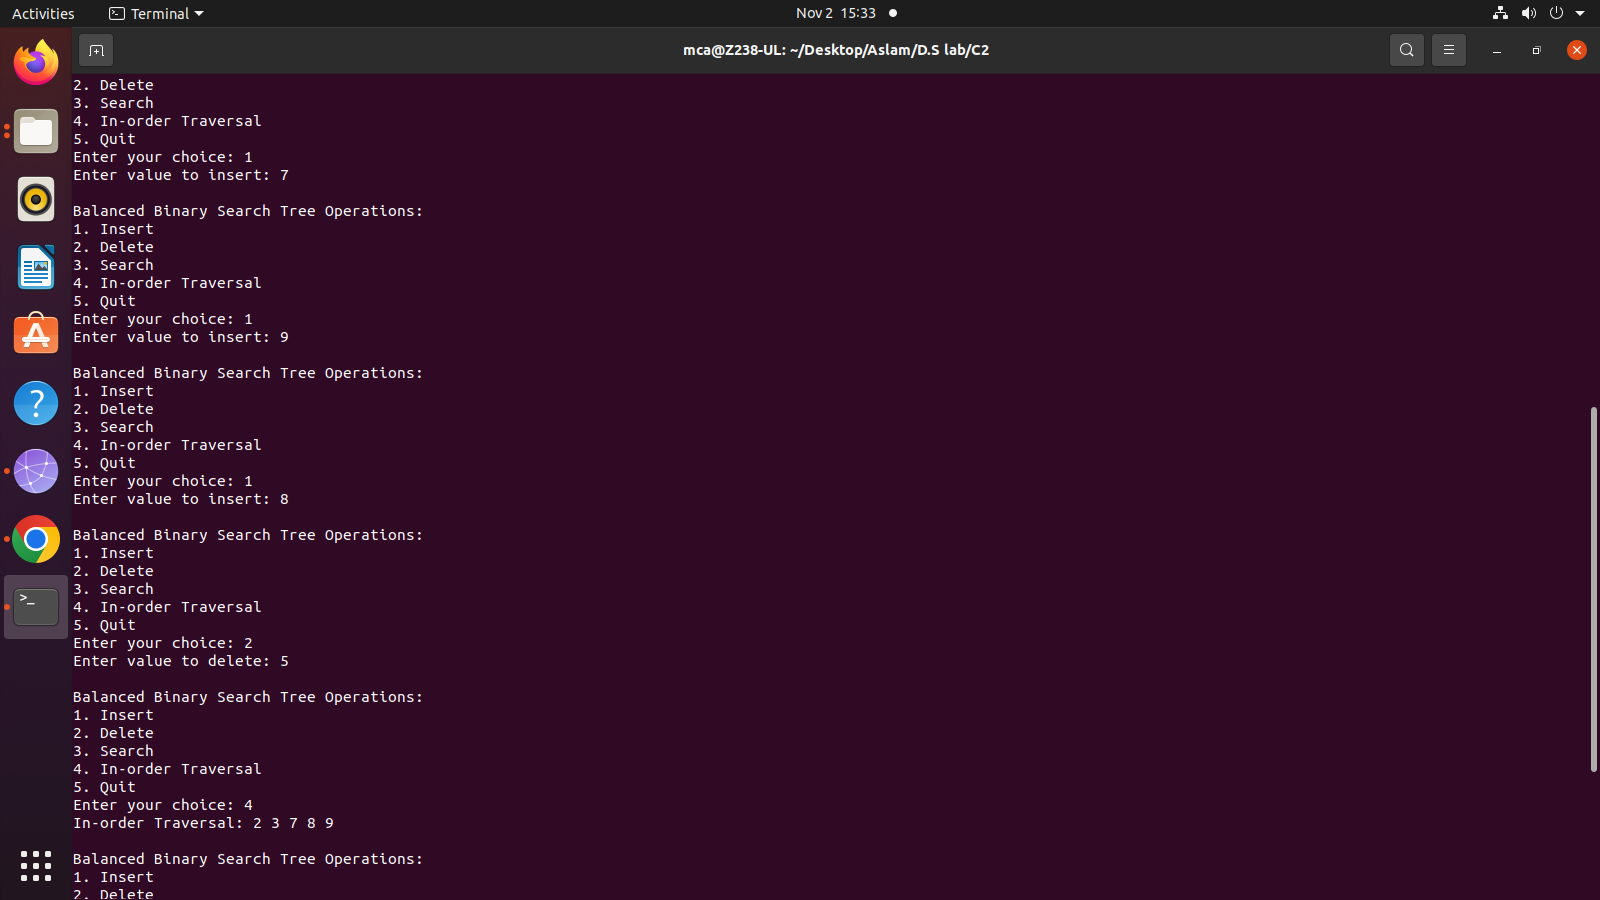 Activities
Terminal
Nov 2 15:33
mca@Z238-UL: ~/Desktop/Aslam/D.S lab/C2
2. Delete
3. Search
4. In-order Traversal
5. Quit
Enter your choice: 1
Enter value to insert: 7
Balanced Binary Search Tree Operations:
1. Insert
2. Delete
3. Search
4. In-order Traversal
5. Quit
Enter your choice: 1
Enter value to insert: 9
Balanced Binary Search Tree Operations:
1. Insert
2. Delete
3. Search
4. In-order Traversal
5. Quit
Enter your choice: 1
Enter value to insert: 8
Balanced Binary Search Tree Operations:
1. Insert
2. Delete
3. Search
4. In-order Traversal
5. Quit
Enter your choice: 2
Enter value to delete: 5
Balanced Binary Search Tree Operations:
1. Insert
2. Delete
3. Search
4. In-order Traversal
5. Quit
Enter your choice: 4
In-order Traversal: 2 3 7 8 9
Balanced Binary Search Tree Operations:
1. Insert
2. Delete